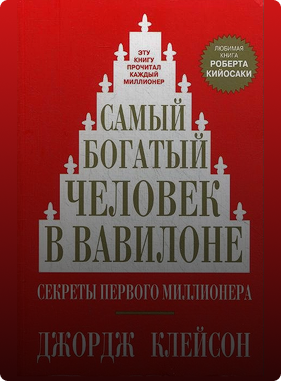 ЭТУ
КНИГУ
ПРОЧИТАЛ
КАЖДЫЙ
МИЛЛИОНЕР
ЛЮБИМАЯ
КНИГА
РОБЕРТА
КИЙОСАКИ
САМЫЙ
БОГАТЫЙ
ЧЕЛОВЕК
В ВАВИЛОНЕ
СЕКРЕТЫ ПЕРВОГО МИЛЛИОНЕРА
ДЖОРДЖ КЛЕЙСОН